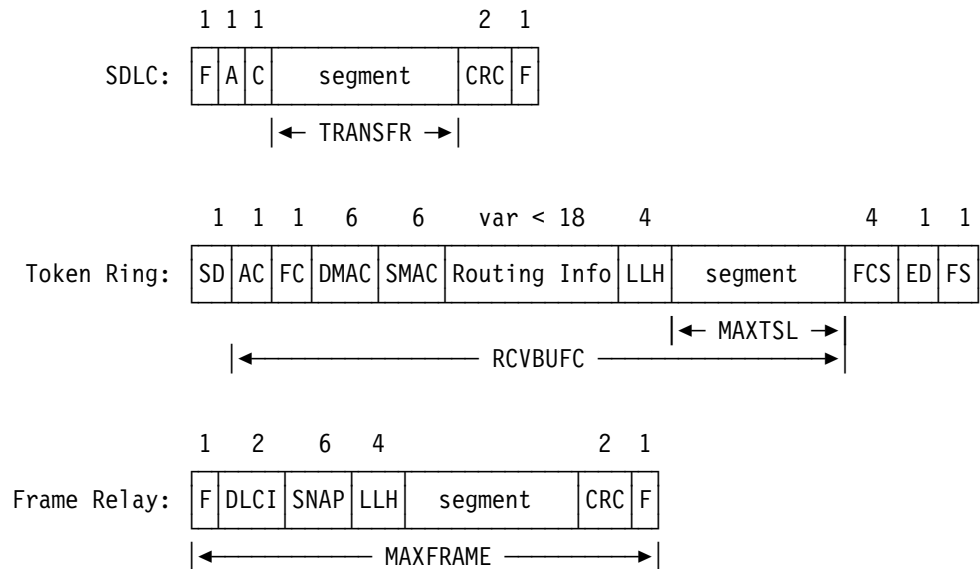 1 1 1 2 1
SDLC: F A C segment CRC F
TRANSFR
1 1 1 6 6 var < 18 4 4 1 1
Token Ring: SD AC FC DMAC SMAC Routing Info LLH segment FCS ED FS
MAXTSL
RCVBUFC
1 2 6 4 2 1
Frame Relay: F DLCI SNAP LLH segment CRC F
MAXFRAME